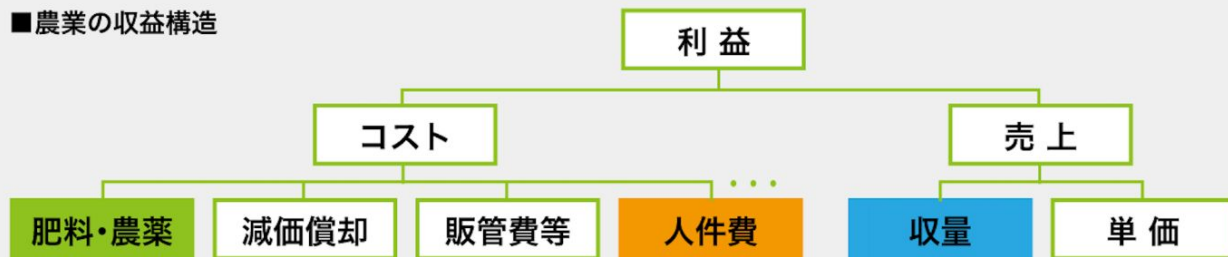 ■農業の収益構造
利 益
コスト
売 上
・・・
肥料・農薬
減価償却
販管費等
人件費
収量
単 価